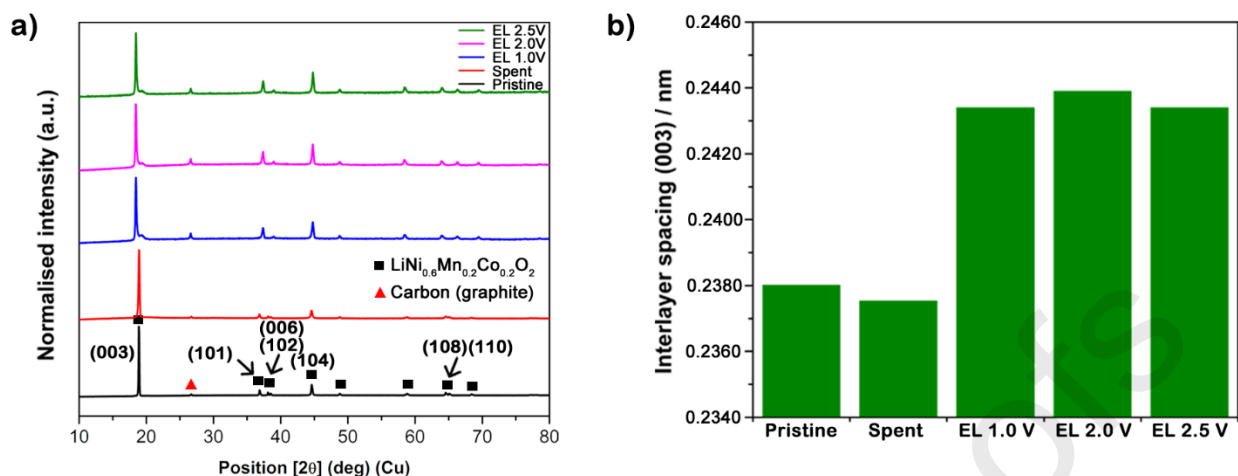 a)
Normalised intensity (a.u.)
EL 2.5V
EL 2.0V
EL 1.0V
Spent
Pristine
LiNi0.6Mn0.2Co0.2O2
Carbon (graphite)
(003)
(101)
(006)
(102)
(104)
(108)(110)
10 20 30 40 50 60 70 80
Position [2θ] (deg) (Cu)
b)
Interlayer spacing (003) / nm
0.2460
0.2440
0.2420
0.2400
0.2380
0.2360
0.2340
Pristine Spent EL 1.0 V EL 2.0 V EL 2.5 V
ofs